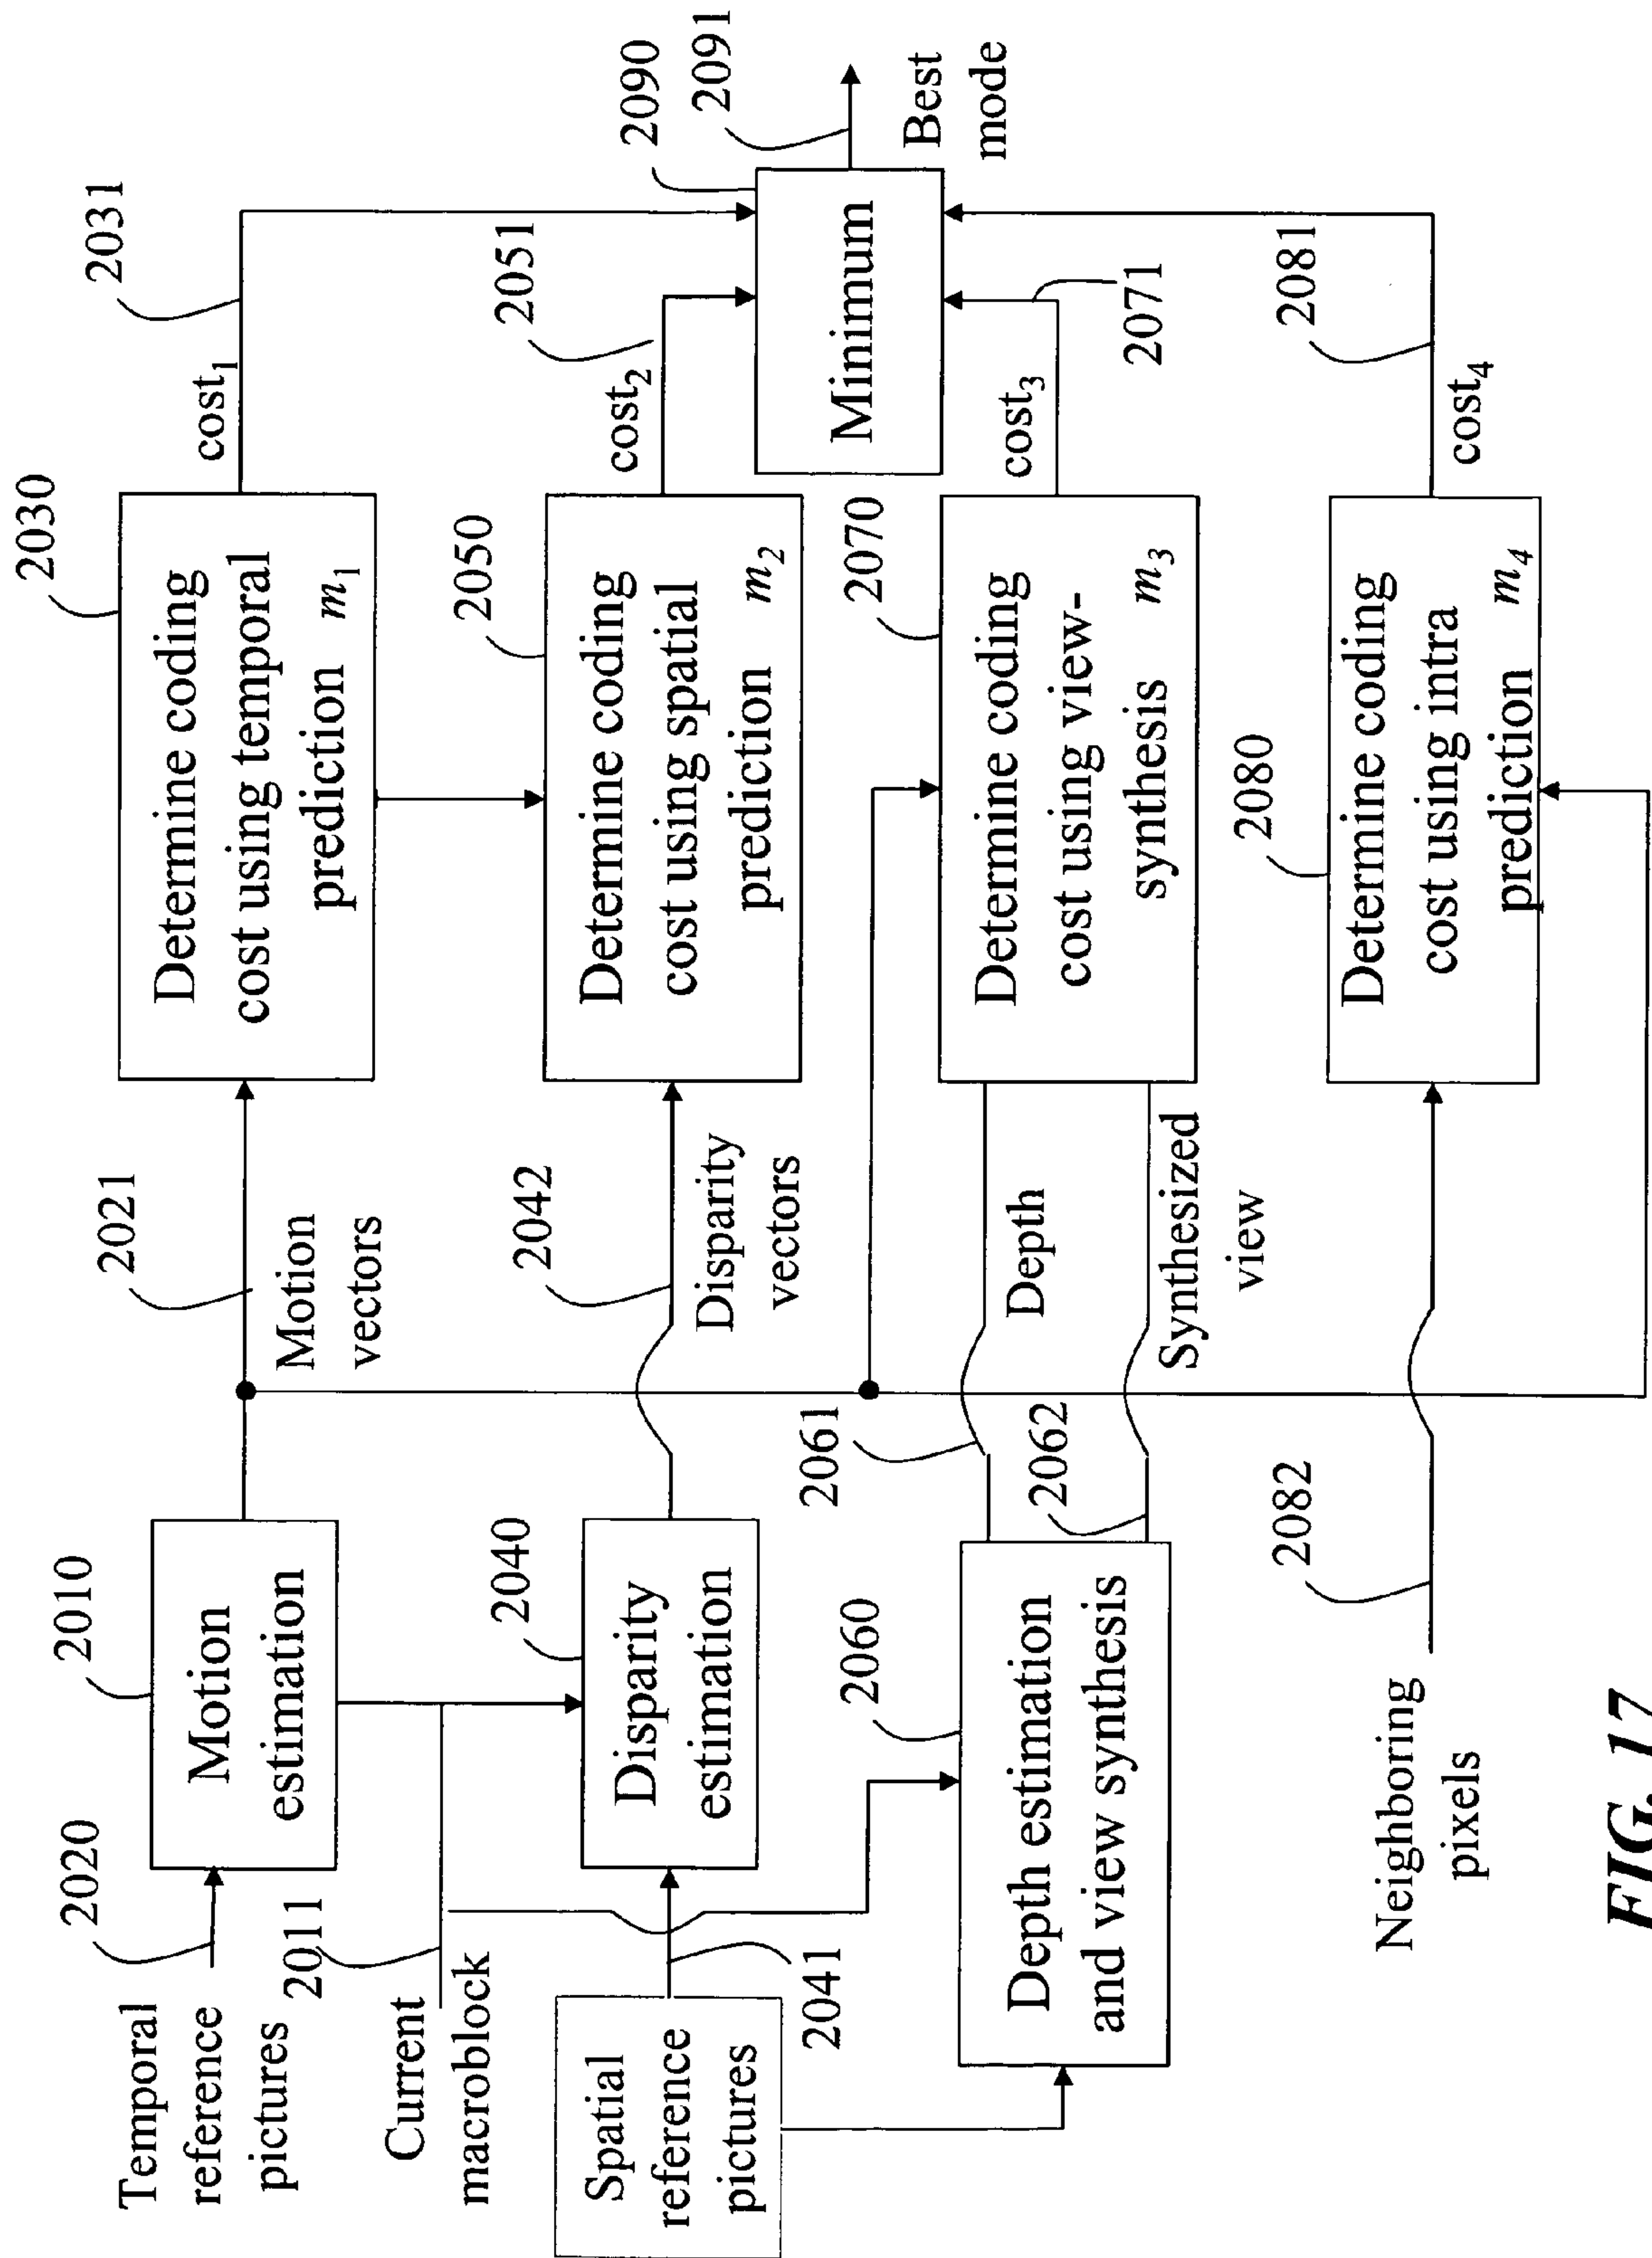 2020
Temporal
reference
pictures
2010
Motion
estimation
2021
Motion
vectors
2030
Determine coding
cost using temporal
prediction m₁
cost₁
2031
2011
Current
macroblock
2040
Disparity
estimation
2042
Disparity
vectors
2050
Determine coding
cost using spatial
prediction m₂
cost₂
2051
Spatial
reference
pictures
2041
2060
Depth estimation
and view synthesis
2061
Depth
2062
Synthesized
view
2070
Determine coding
cost using view-
synthesis m₃
cost₃
2071
2090
Minimum
2091
Best
mode
Neighboring
pixels
2082
2080
Determine coding
cost using intra
prediction m₄
cost₄
2081
FIG. 17